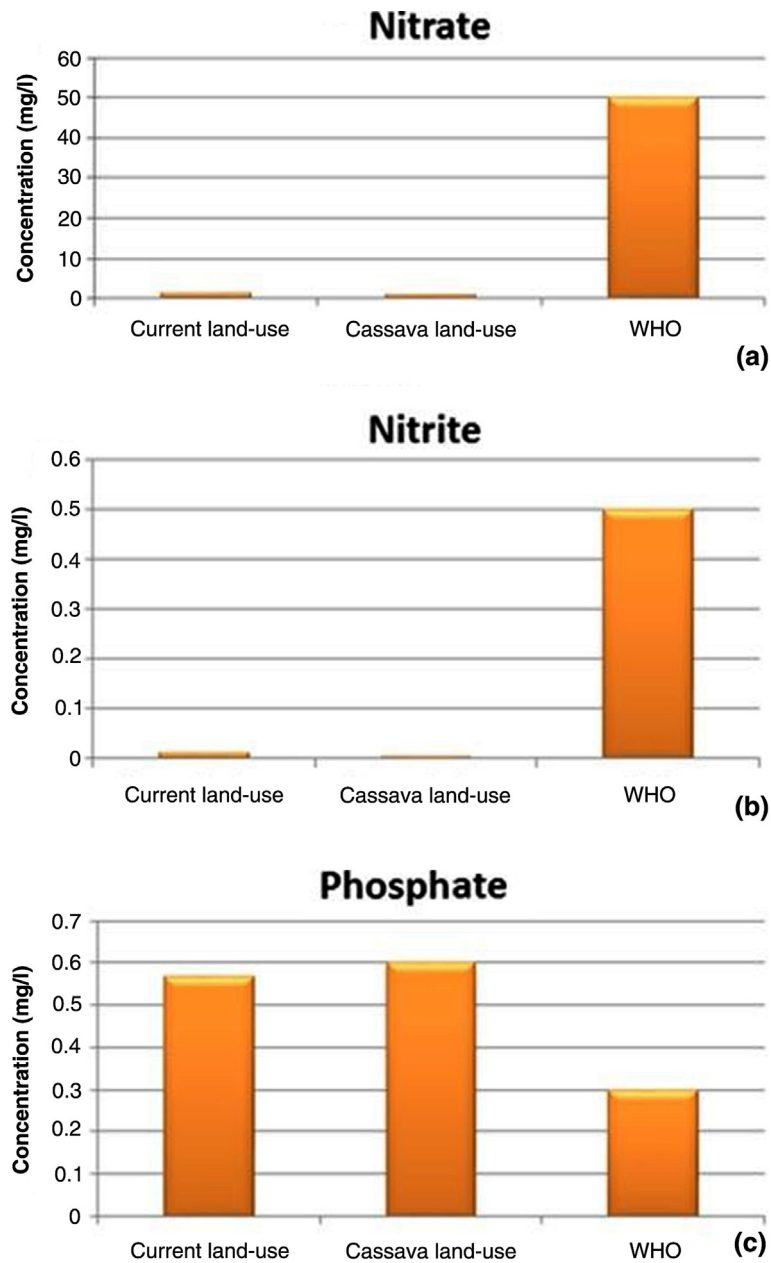 Nitrate
Concentration (mg/l)
60
50
40
30
20
10
0
Current land-use Cassava land-use WHO
(a)
Nitrite
Concentration (mg/l)
0.6
0.5
0.4
0.3
0.2
0.1
0
Current land-use Cassava land-use WHO
(b)
Phosphate
Concentration (mg/l)
0.7
0.6
0.5
0.4
0.3
0.2
0.1
0
Current land-use Cassava land-use WHO
(c)